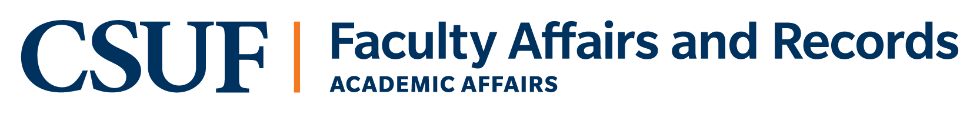 CSUF
Faculty Affairs and Records
ACADEMIC AFFAIRS